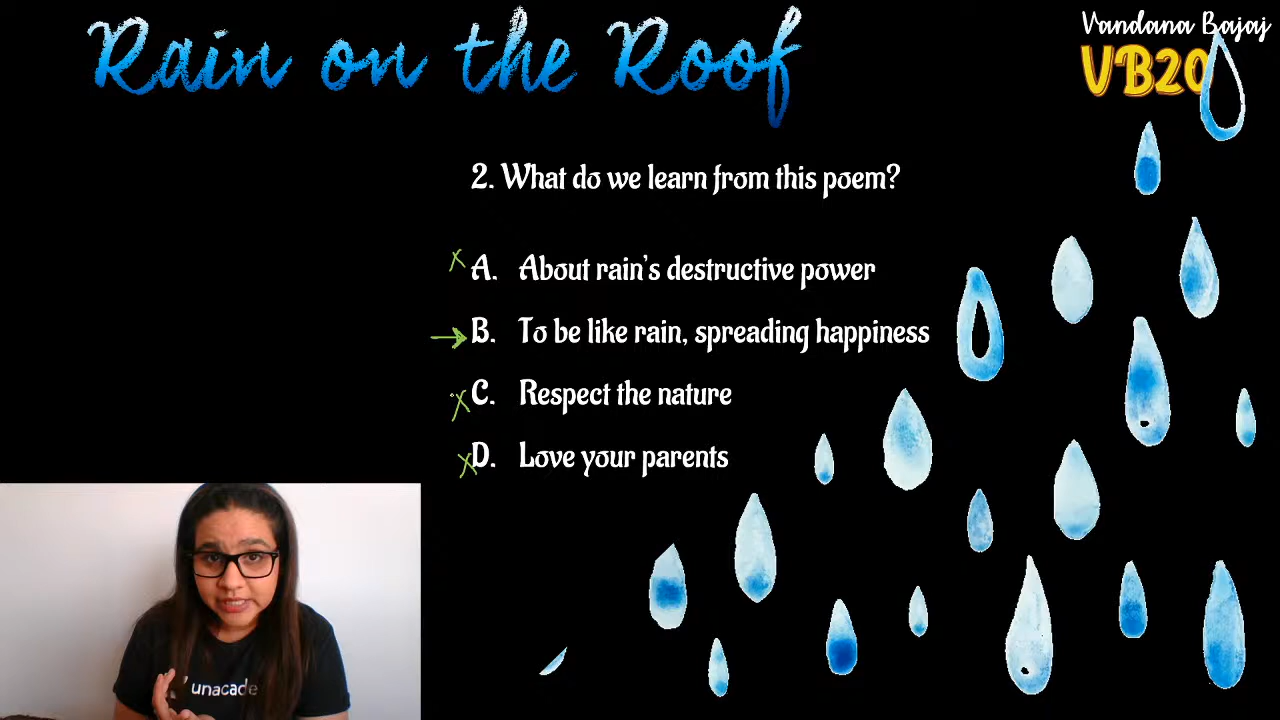 Rain on the Roof
Vandana Bajaj
VB20
2. What do we learn from this poem?
A. About rain's destructive power
B. To be like rain, spreading happiness
C. Respect the nature
D. Love your parents
unacade